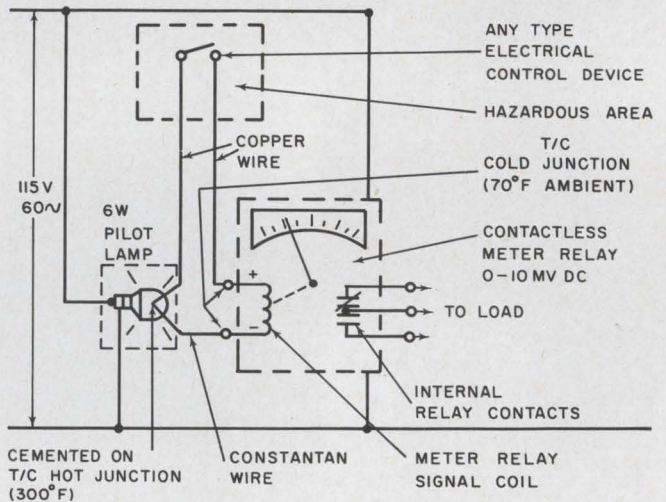 ANY TYPE
ELECTRICAL
CONTROL DEVICE
HAZARDOUS AREA
COPPER
WIRE
T/C
COLD JUNCTION
(70°F AMBIENT)
115V
60~
6W
PILOT
LAMP
CONTACTLESS
METER RELAY
0-10 MV DC
+
-
TO LOAD
INTERNAL
RELAY CONTACTS
CEMENTED ON
T/C HOT JUNCTION
(300°F)
CONSTANTAN
WIRE
METER RELAY
SIGNAL COIL